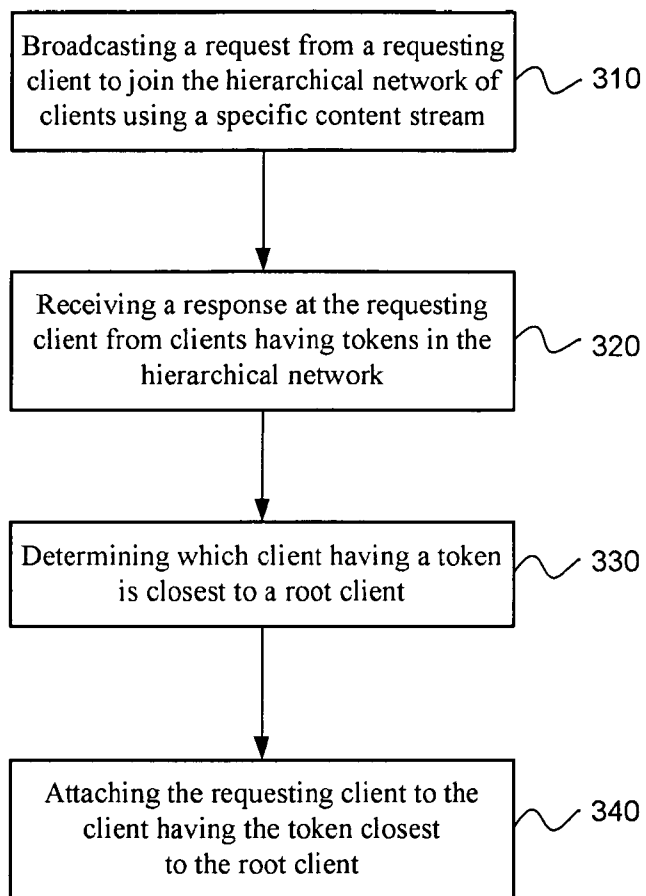 Broadcasting a request from a requesting
client to join the hierarchical network of
clients using a specific content stream
310
Receiving a response at the requesting
client from clients having tokens in the
hierarchical network
320
Determining which client having a token
is closest to a root client
330
Attaching the requesting client to the
client having the token closest
to the root client
340